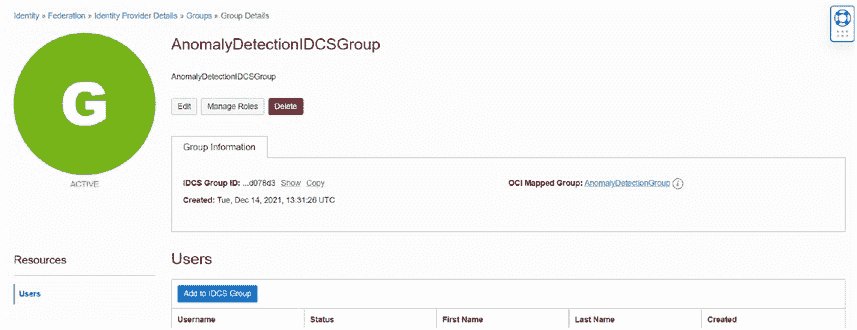 Identity » Federation » Identity Provider Details » Groups » Group Details
G
ACTIVE
AnomalyDetectionIDCSGroup
AnomalyDetectionIDCSGroup
Edit Manage Roles Delete
Group Information
IDCS Group ID: ...d078d3 Show Copy
OCI Mapped Group: AnomalyDetectionGroup i
Created: Tue, Dec 14, 2021, 13:31:26 UTC
Resources
Users
Users
Add to IDCS Group
Username Status First Name Last Name Created